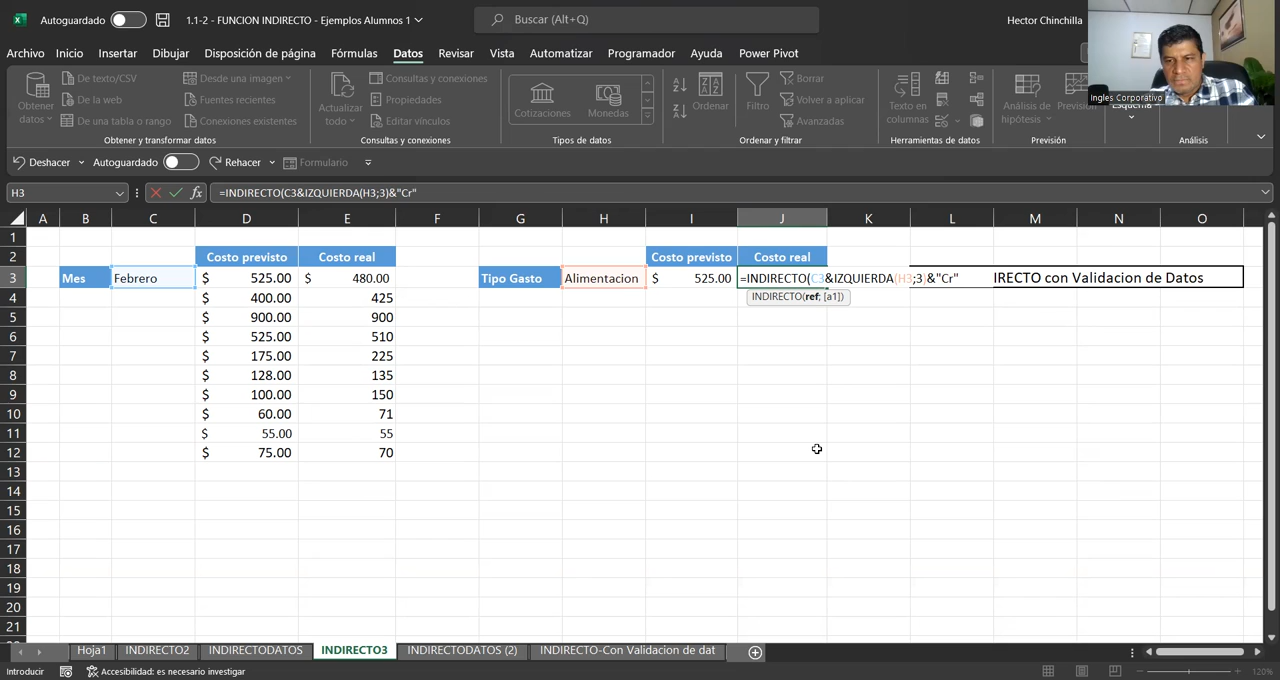 Autoguardado
1.1-2 - FUNCION INDIRECTO - Ejemplos Alumnos 1
Buscar (Alt+Q)
Hector Chinchilla
Archivo Inicio Insertar Dibujar Disposición de página Fórmulas Datos Revisar Vista Automatizar Programador Ayuda Power Pivot
Obtener datos
De texto/CSV
De la web
De una tabla o rango
Desde una imagen
Fuentes recientes
Conexiones existentes
Obtener y transformar datos
Actualizar todo
Consultas y conexiones
Propiedades
Editar vínculos
Consultas y conexiones
Cotizaciones
Monedas
Tipos de datos
Ordenar
Filtro
Borrar
Volver a aplicar
Avanzadas
Ordenar y filtrar
Texto en columnas
Herramientas de datos
Análisis de hipótesis
Previsión
Análisis
Ingles Corporativo
Deshacer Autoguardado Rehacer Formulario
H3 fx =INDIRECTO(C3&IZQUIERDA(H3;3)&"Cr"
A B C D E F G H I J K L M N O
1
2 Costo previsto Costo real Costo previsto Costo real
3 Mes Febrero $ 525.00 $ 480.00 Tipo Gasto Alimentacion $ 525.00 =INDIRECTO(C3&IZQUIERDA(H3;3)&"Cr" IRECTO con Validacion de Datos
INDIRECTO(ref; [a1])
4 $ 400.00 425
5 $ 900.00 900
6 $ 525.00 510
7 $ 175.00 225
8 $ 128.00 135
9 $ 100.00 150
10 $ 60.00 71
11 $ 55.00 55
12 $ 75.00 70
13
14
15
16
17
18
19
20
21
Hoja1 INDIRECTO2 INDIRECTODATOS INDIRECTO3 INDIRECTODATOS (2) INDIRECTO-Con Validacion de dat
Introducir Accesibilidad: es necesario investigar 120%